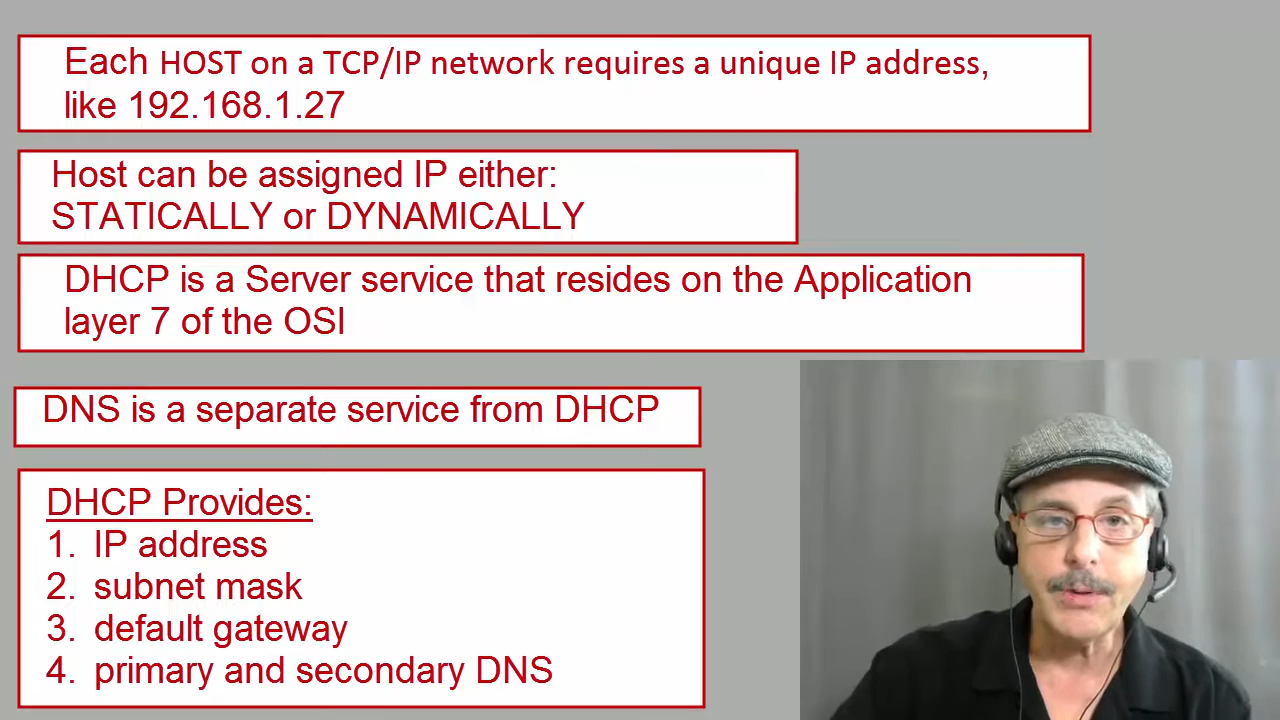 Each HOST on a TCP/IP network requires a unique IP address,
like 192.168.1.27
Host can be assigned IP either:
STATICALLY or DYNAMICALLY
DHCP is a Server service that resides on the Application
layer 7 of the OSI
DNS is a separate service from DHCP
DHCP Provides:
1. IP address
2. subnet mask
3. default gateway
4. primary and secondary DNS